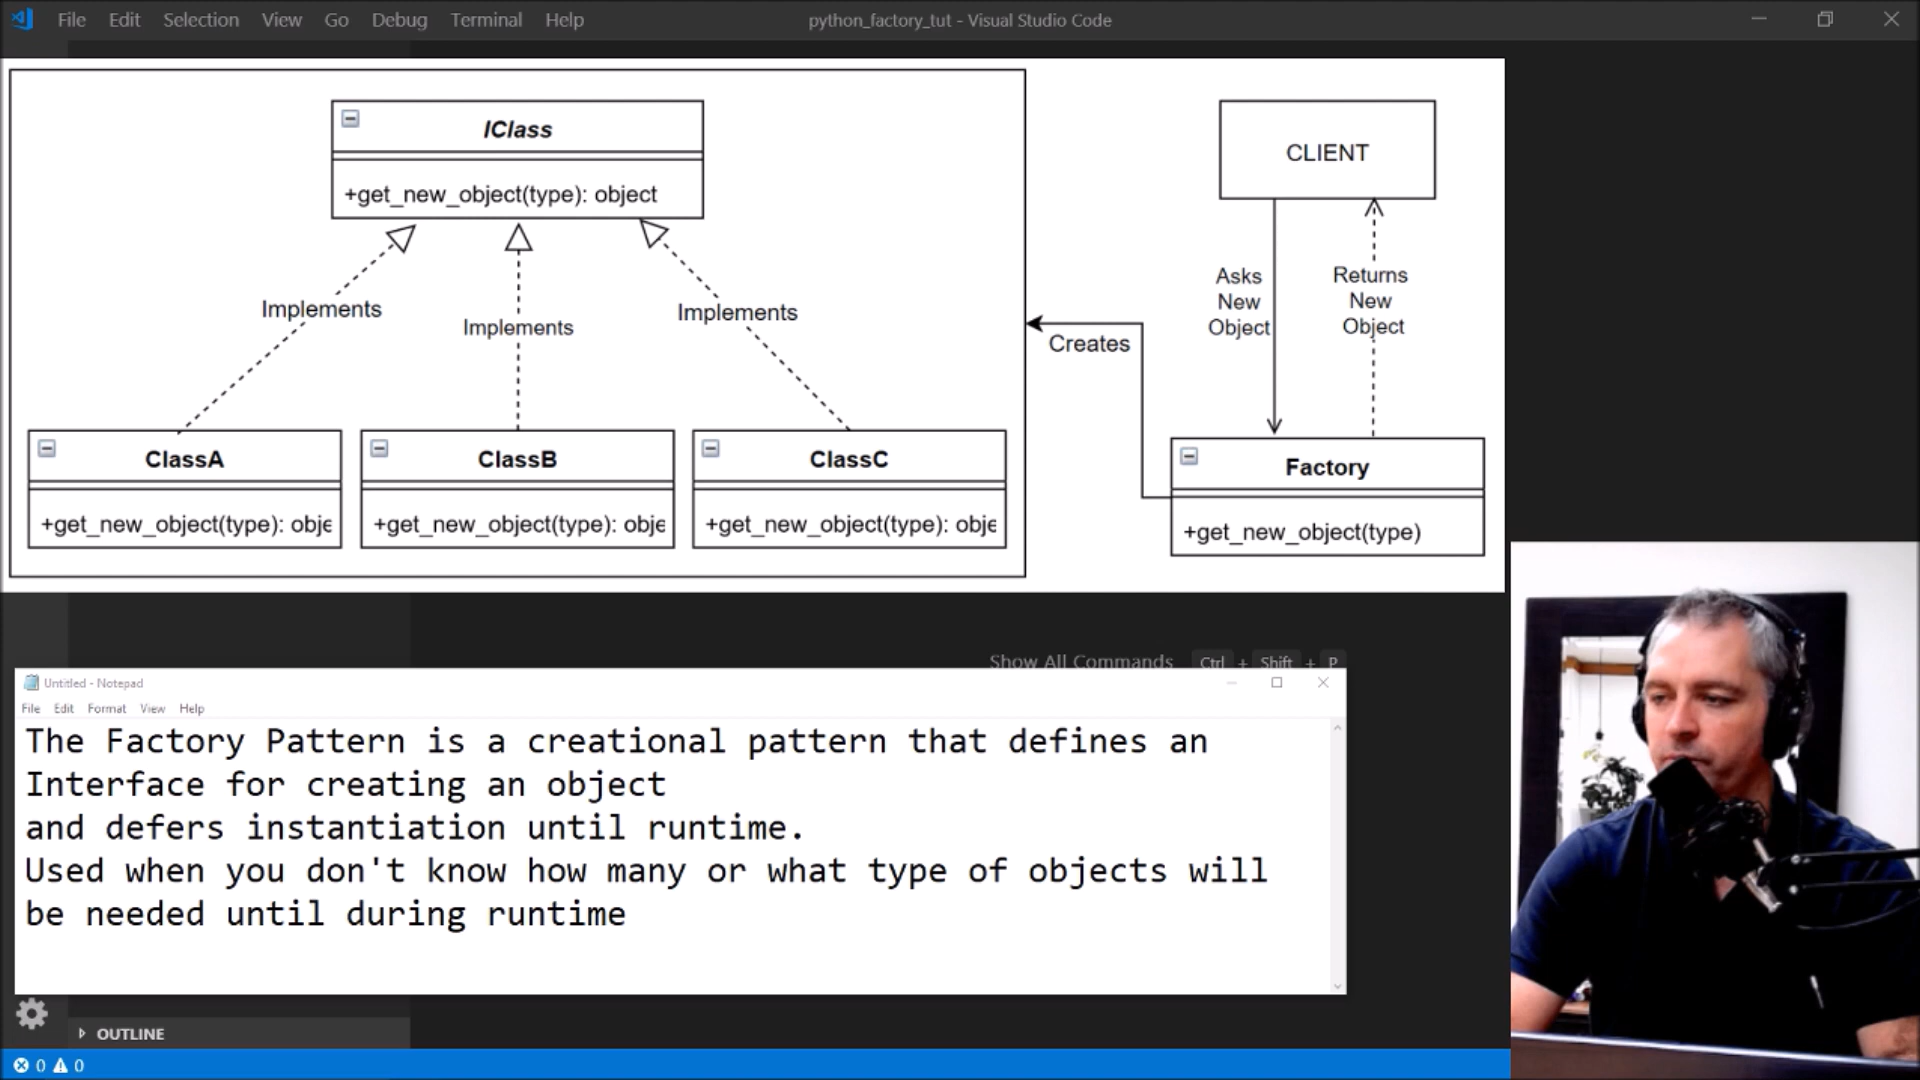 File Edit Selection View Go Debug Terminal Help
python_factory_tut - Visual Studio Code
IClass
+get_new_object(type): object
Implements
Implements
Implements
ClassA
+get_new_object(type): obje
ClassB
+get_new_object(type): obje
ClassC
+get_new_object(type): obje
CLIENT
Asks
New
Object
Returns
New
Object
Creates
Factory
+get_new_object(type)
Show All Commands Ctrl + Shift + P
Untitled - Notepad
File Edit Format View Help
The Factory Pattern is a creational pattern that defines an
Interface for creating an object
and defers instantiation until runtime.
Used when you don't know how many or what type of objects will
be needed until during runtime
OUTLINE
0 0